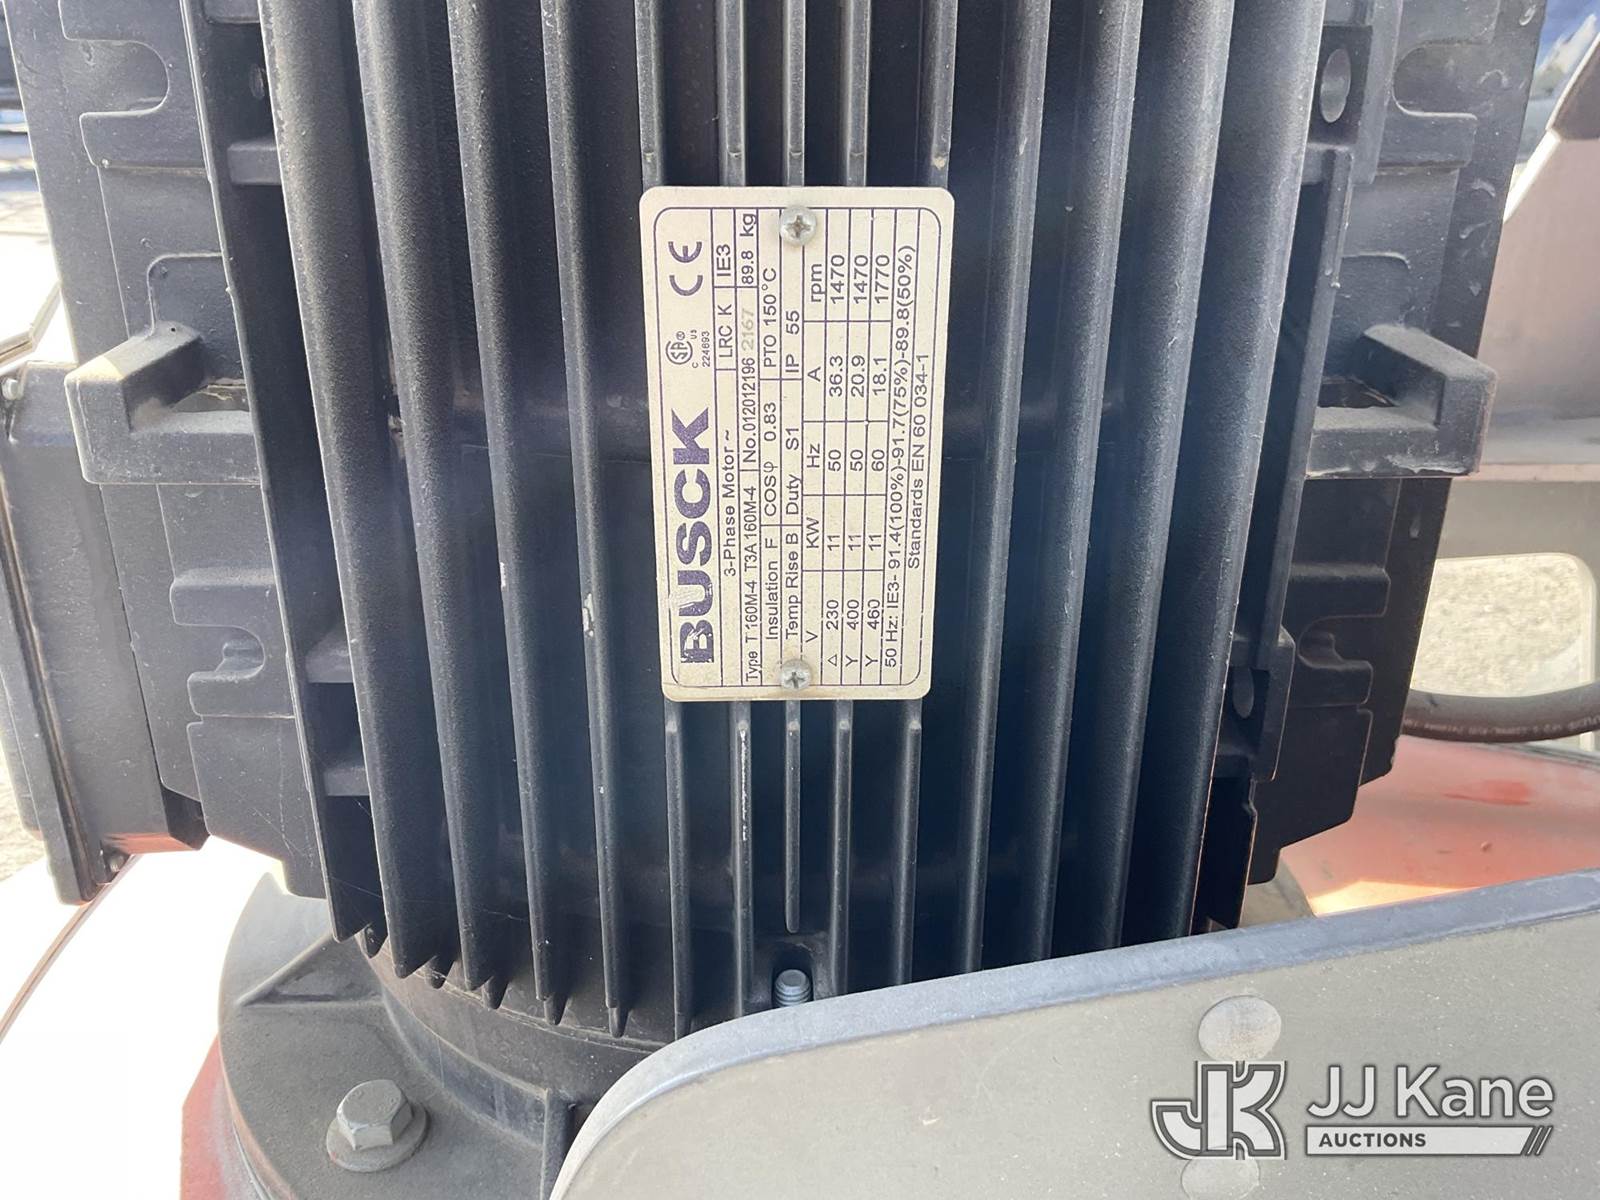 BUSCK
C US
224693
CE
3-Phase Motor ~ LRC K IE3
Type T 160M-4 T3A 160M-4 No.012012196 2167 89.8 kg
Insulation F COSφ 0.83 PTO 150°C
Temp Rise B Duty S1 IP 55
V KW Hz A rpm
△ 230 11 50 36.3 1470
Y 400 11 50 20.9 1470
Y 460 11 60 18.1 1770
50 Hz: IE3- 91.4(100%)-91.7(75%)-89.8(50%)
Standards EN 60 034-1
JK JJ Kane
AUCTIONS